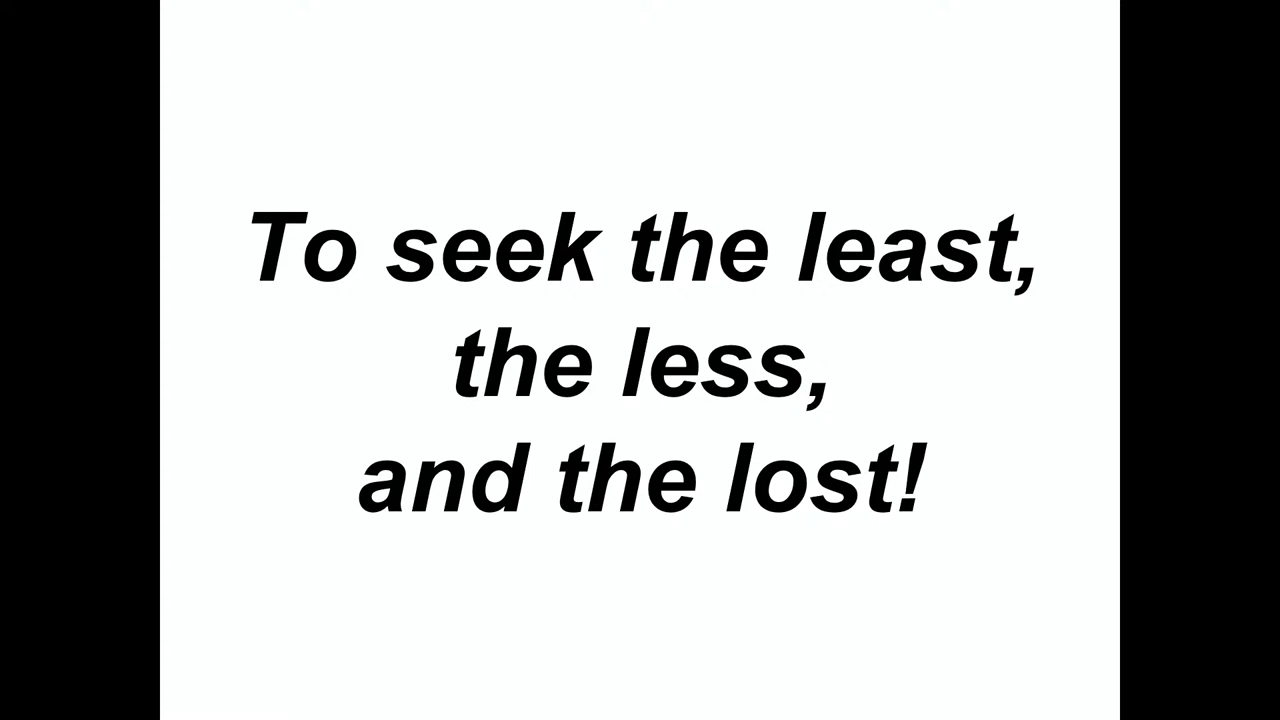 To seek the least,
the less,
and the lost!